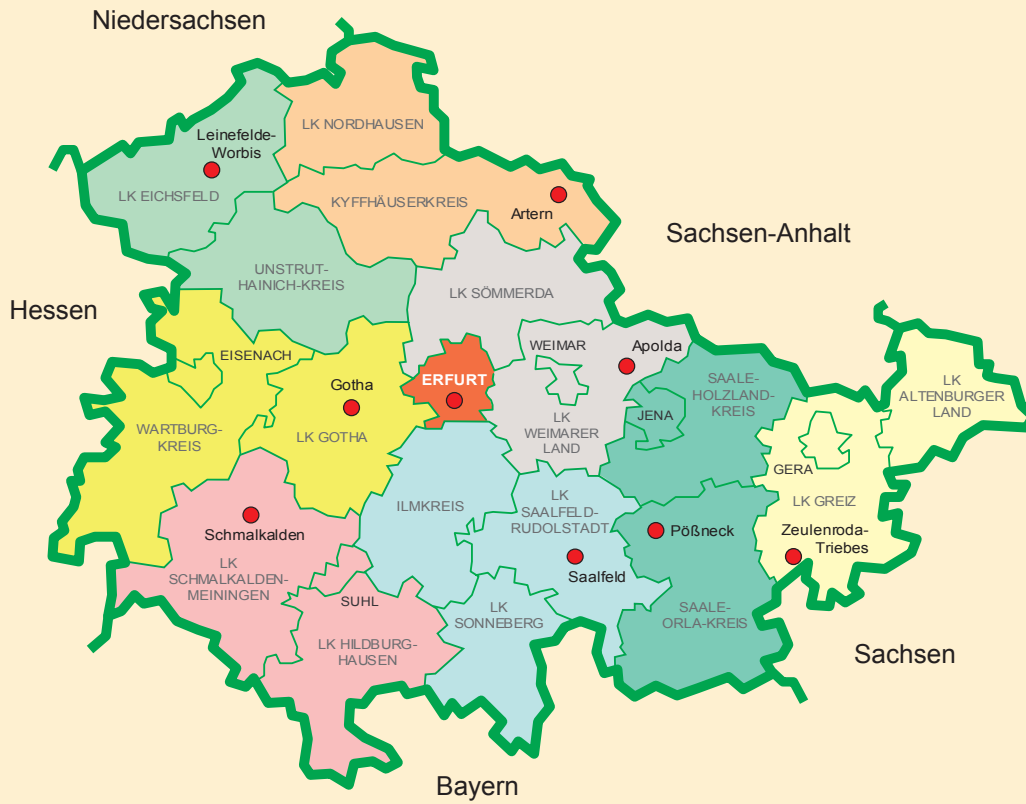 Niedersachsen
LK NORDHAUSEN
Leinefelde-
Worbis
LK EICHSFELD
KYFFHÄUSERKREIS
Artern
Sachsen-Anhalt
UNSTRUT-
HAINICH-KREIS
LK SÖMMERDA
Hessen
EISENACH
WEIMAR
Apolda
Gotha
ERFURT
SAALE-
HOLZLAND-
KREIS
LK
ALTENBURGER
LAND
WARTBURG-
KREIS
LK GOTHA
LK
WEIMARER
LAND
JENA
GERA
LK GREIZ
ILMKREIS
LK
SAALFELD-
RUDOLSTADT
Schmalkalden
Pößneck
Zeulenroda-
Triebes
LK
SCHMALKALDEN-
MEININGEN
Saalfeld
SUHL
LK
SONNEBERG
SAALE-
ORLA-KREIS
LK HILDBURG-
HAUSEN
Sachsen
Bayern